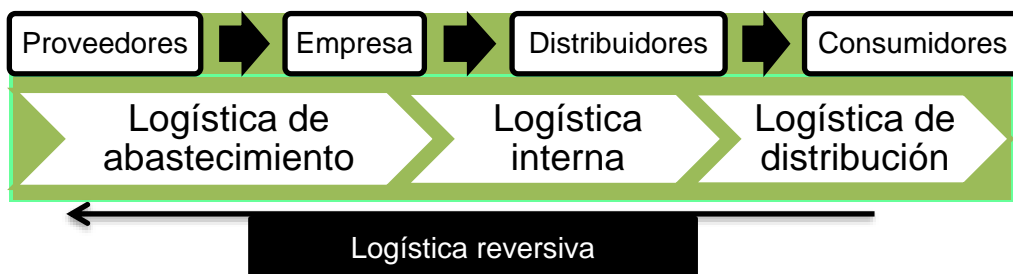 Proveedores Empresa Distribuidores Consumidores
Logística de abastecimiento
Logística interna
Logística de distribución
Logística reversiva